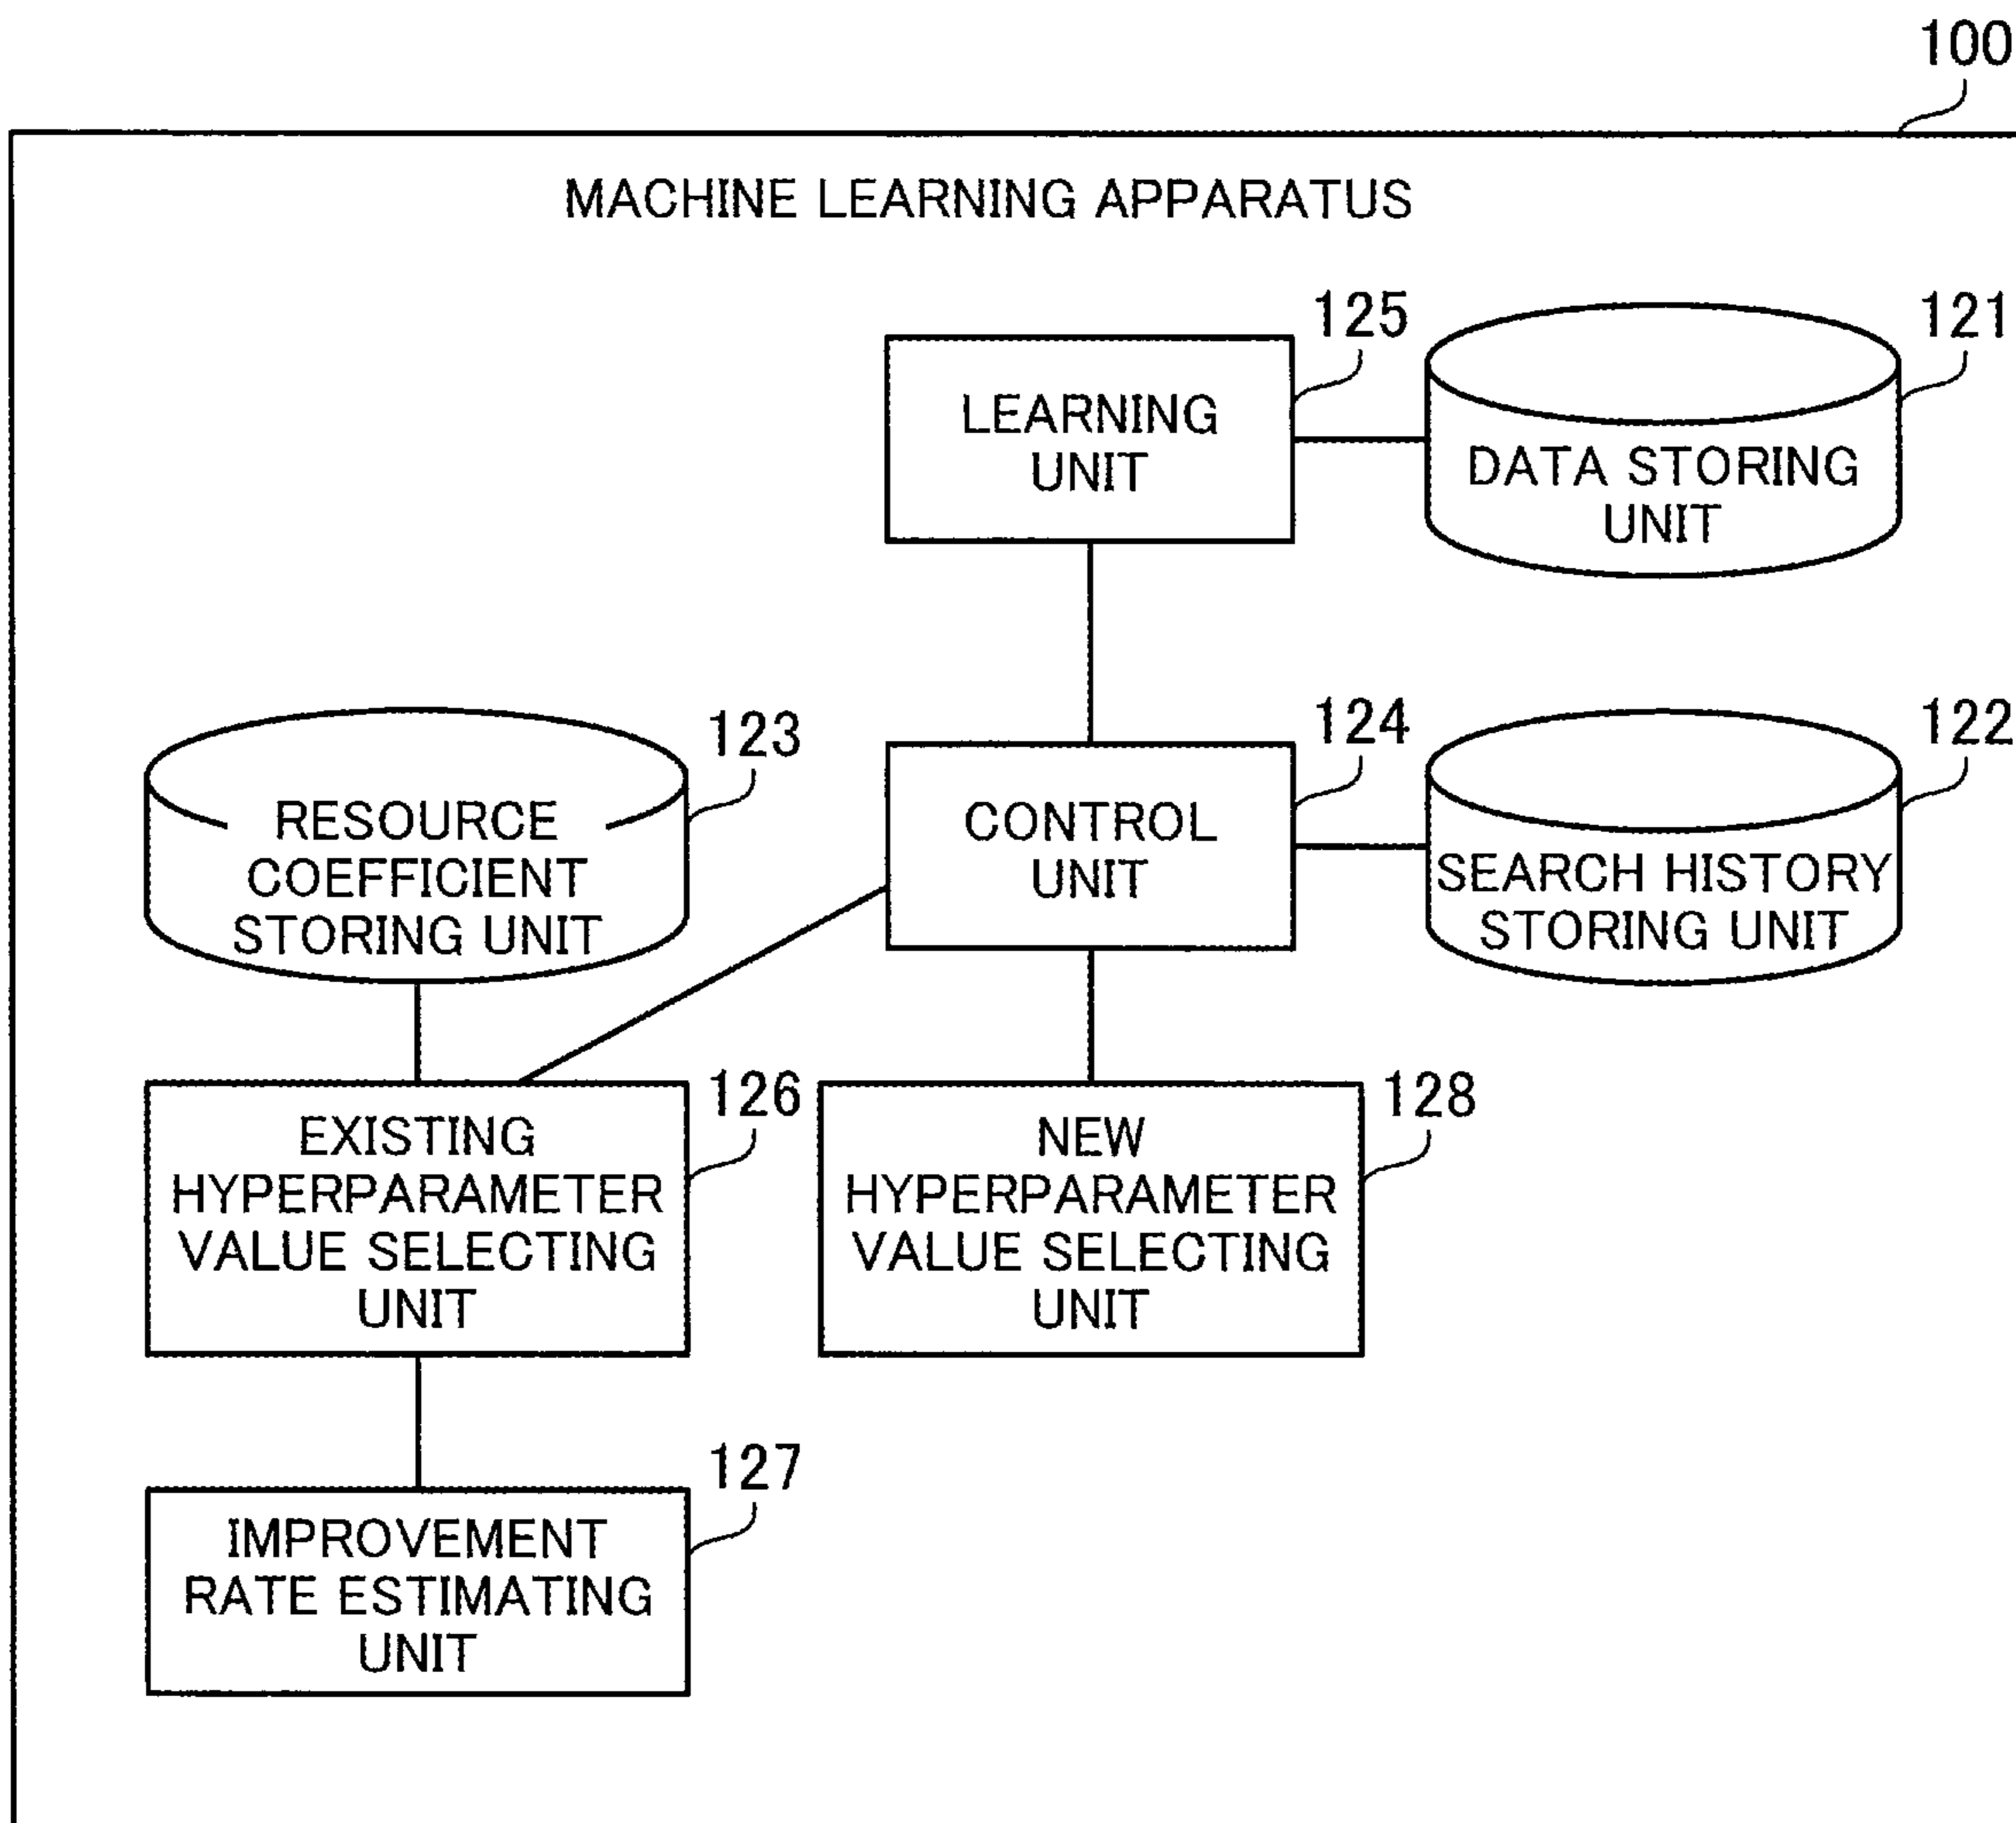 100
MACHINE LEARNING APPARATUS
125
121
LEARNING
UNIT
DATA STORING
UNIT
123
124
122
RESOURCE
COEFFICIENT
STORING UNIT
CONTROL
UNIT
SEARCH HISTORY
STORING UNIT
126
128
EXISTING
HYPERPARAMETER
VALUE SELECTING
UNIT
NEW
HYPERPARAMETER
VALUE SELECTING
UNIT
127
IMPROVEMENT
RATE ESTIMATING
UNIT